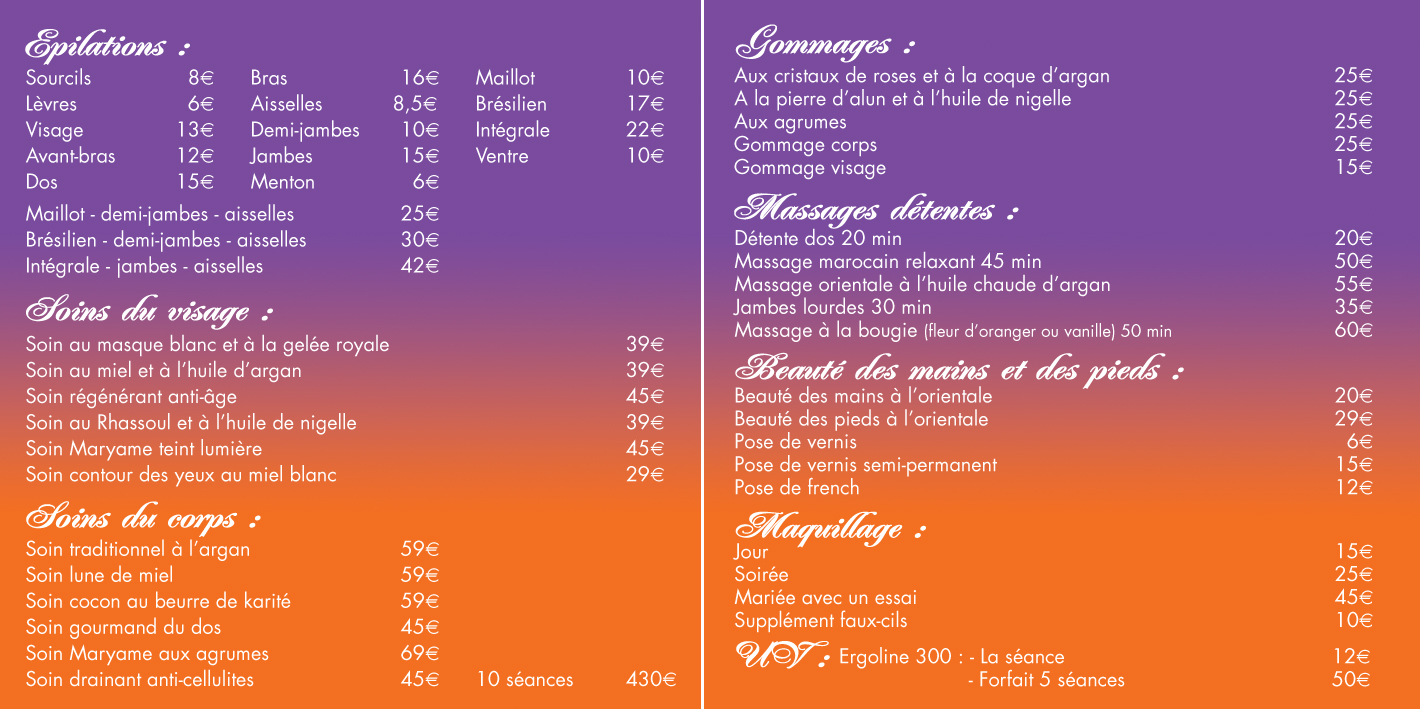 Epilations :
Sourcils 8€ Bras 16€ Maillot 10€
Lèvres 6€ Aisselles 8,5€ Brésilien 17€
Visage 13€ Demi-jambes 10€ Intégrale 22€
Avant-bras 12€ Jambes 15€ Ventre 10€
Dos 15€ Menton 6€
Maillot - demi-jambes - aisselles 25€
Brésilien - demi-jambes - aisselles 30€
Intégrale - jambes - aisselles 42€
Soins du visage :
Soin au masque blanc et à la gelée royale 39€
Soin au miel et à l'huile d'argan 39€
Soin régénérant anti-âge 45€
Soin au Rhassoul et à l'huile de nigelle 39€
Soin Maryame teint lumière 45€
Soin contour des yeux au miel blanc 29€
Soins du corps :
Soin traditionnel à l'argan 59€
Soin lune de miel 59€
Soin cocon au beurre de karité 59€
Soin gourmand du dos 45€
Soin Maryame aux agrumes 69€
Soin drainant anti-cellulites 45€ 10 séances 430€
Gommages :
Aux cristaux de roses et à la coque d'argan 25€
A la pierre d'alun et à l'huile de nigelle 25€
Aux agrumes 25€
Gommage corps 25€
Gommage visage 15€
Massages détentes :
Détente dos 20 min 20€
Massage marocain relaxant 45 min 50€
Massage orientale à l'huile chaude d'argan 55€
Jambes lourdes 30 min 35€
Massage à la bougie (fleur d'oranger ou vanille) 50 min 60€
Beauté des mains et des pieds :
Beauté des mains à l'orientale 20€
Beauté des pieds à l'orientale 29€
Pose de vernis 6€
Pose de vernis semi-permanent 15€
Pose de french 12€
Maquillage :
Jour 15€
Soirée 25€
Mariée avec un essai 45€
Supplément faux-cils 10€
UV : Ergoline 300 : - La séance 12€
- Forfait 5 séances 50€